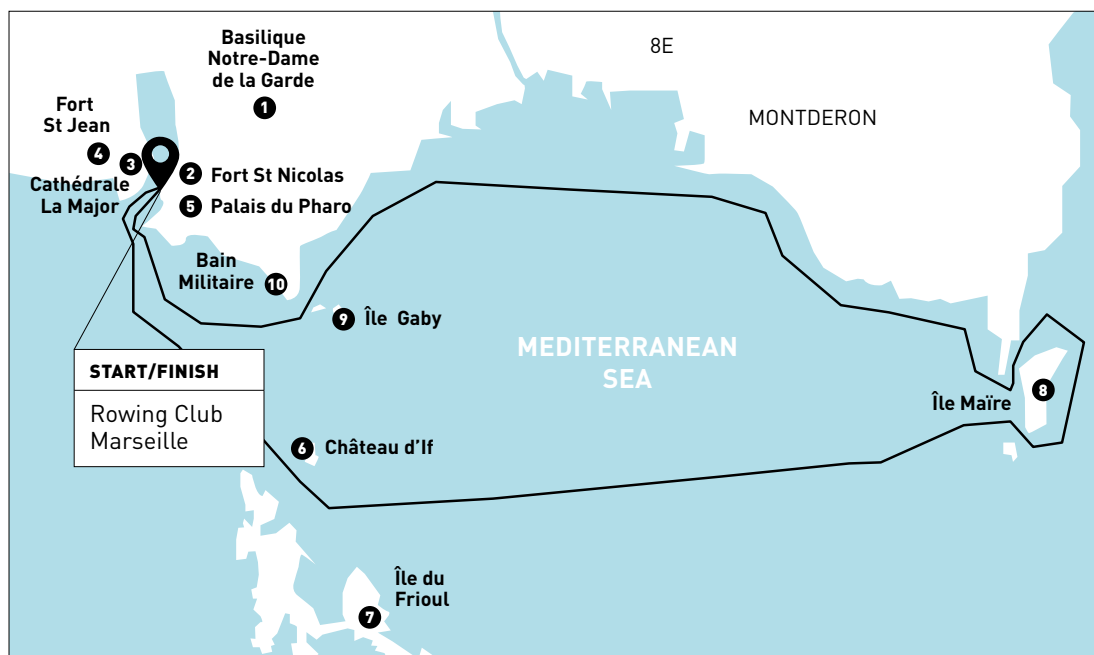 Basilique
Notre-Dame
de la Garde
1
8E
MONTDERON
Fort
St Jean
4
3
Cathédrale
La Major
2 Fort St Nicolas
5 Palais du Pharo
Bain
Militaire 10
9 Île Gaby
MEDITERRANEAN
SEA
START/FINISH
Rowing Club
Marseille
Île Maïre 8
6 Château d'If
Île du
Frioul
7